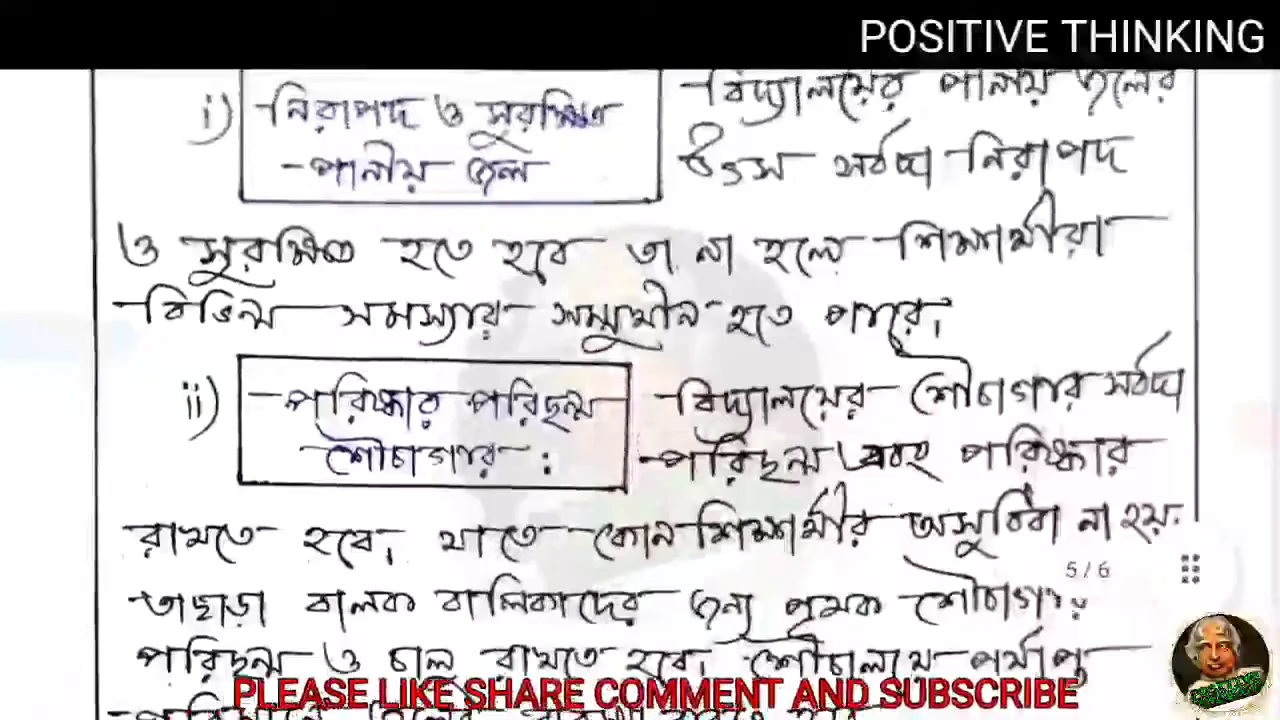 POSITIVE THINKING
i) নিরাপদ ও সুরক্ষিত
পানীয় জল
বিদ্যালয়ের পানীয় জলের
উৎস সর্বদা নিরাপদ
ও সুরক্ষিত হতে হবে তা না হলে শিক্ষার্থীরা
বিভিন্ন সমস্যার সম্মুখীন হতে পারে।
ii) পরিষ্কার পরিছন্ন
শৌচাগার :
বিদ্যালয়ের শৌচাগার সর্বদা
পরিছন্ন এবং পরিষ্কার
রাখতে হবে, যাতে কোন শিক্ষার্থীর অসুবিধা না হয়.
5/6
তাছাড়া বালক বালিকাদের জন্য পৃথক শৌচাগার
পরিছন্ন ও চালু রাখতে হবে। শৌচালয়ে পর্যাপ্ত
PLEASE LIKE SHARE COMMENT AND SUBSCRIBE